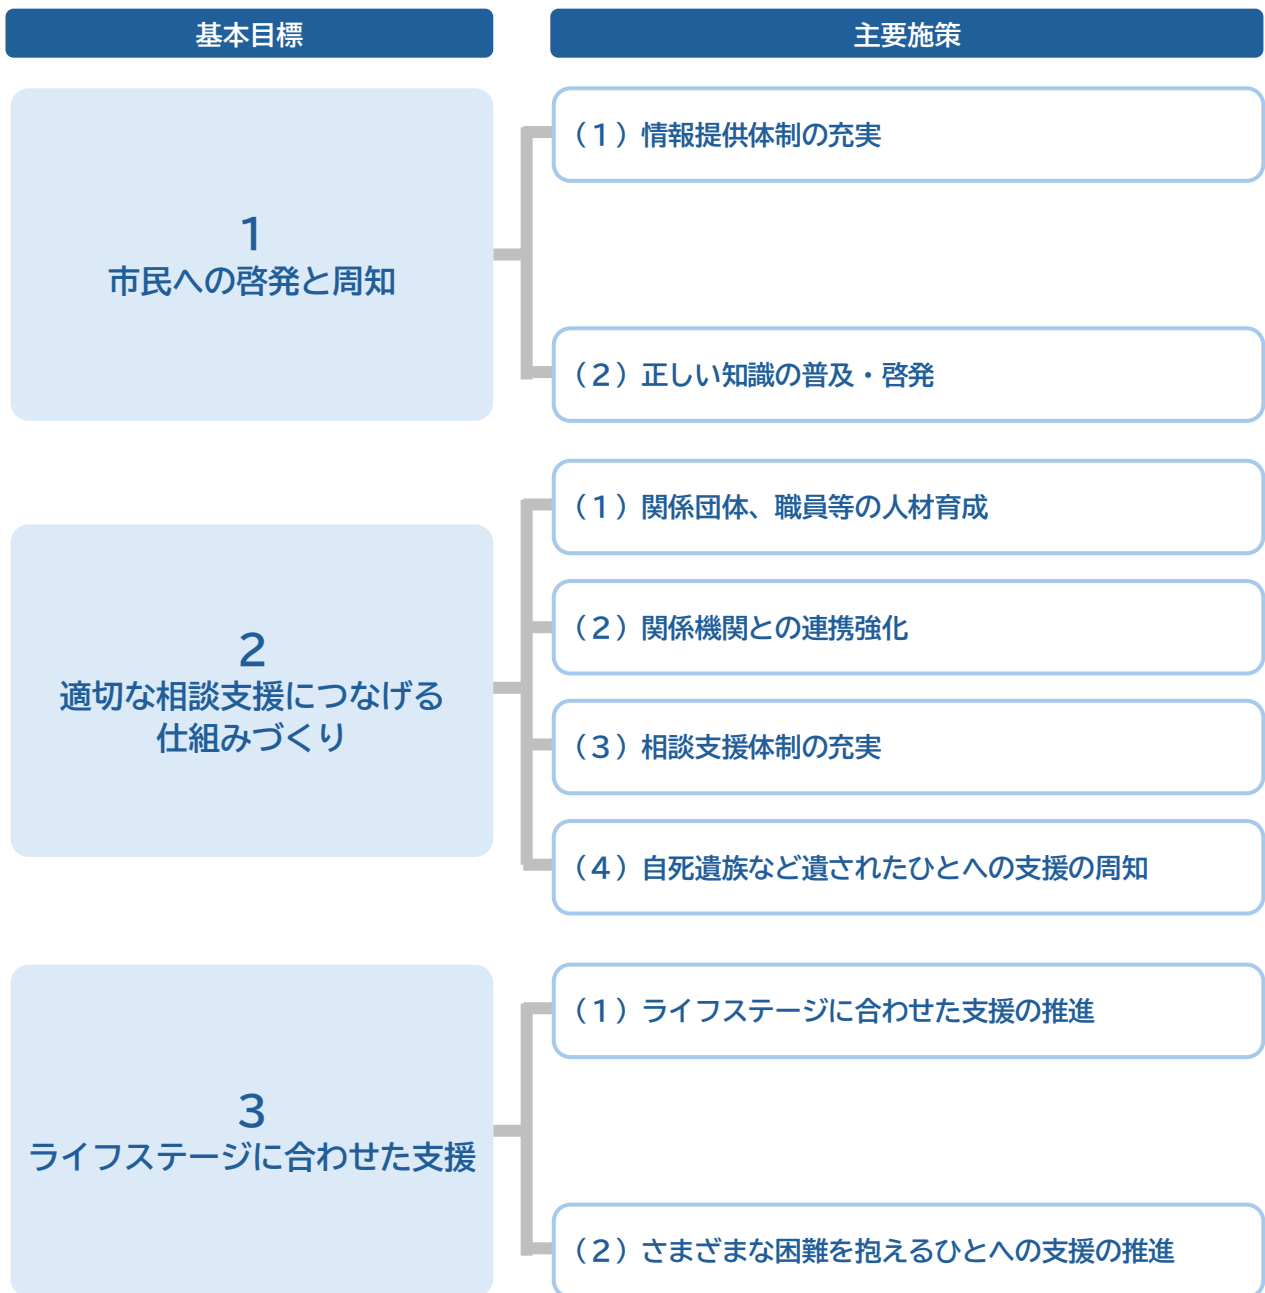 基本目標
主要施策
1
市民への啓発と周知
（1）情報提供体制の充実
（2）正しい知識の普及・啓発
2
適切な相談支援につなげる
仕組みづくり
（1）関係団体、職員等の人材育成
（2）関係機関との連携強化
（3）相談支援体制の充実
（4）自死遺族など遺されたひとへの支援の周知
3
ライフステージに合わせた支援
（1）ライフステージに合わせた支援の推進
（2）さまざまな困難を抱えるひとへの支援の推進